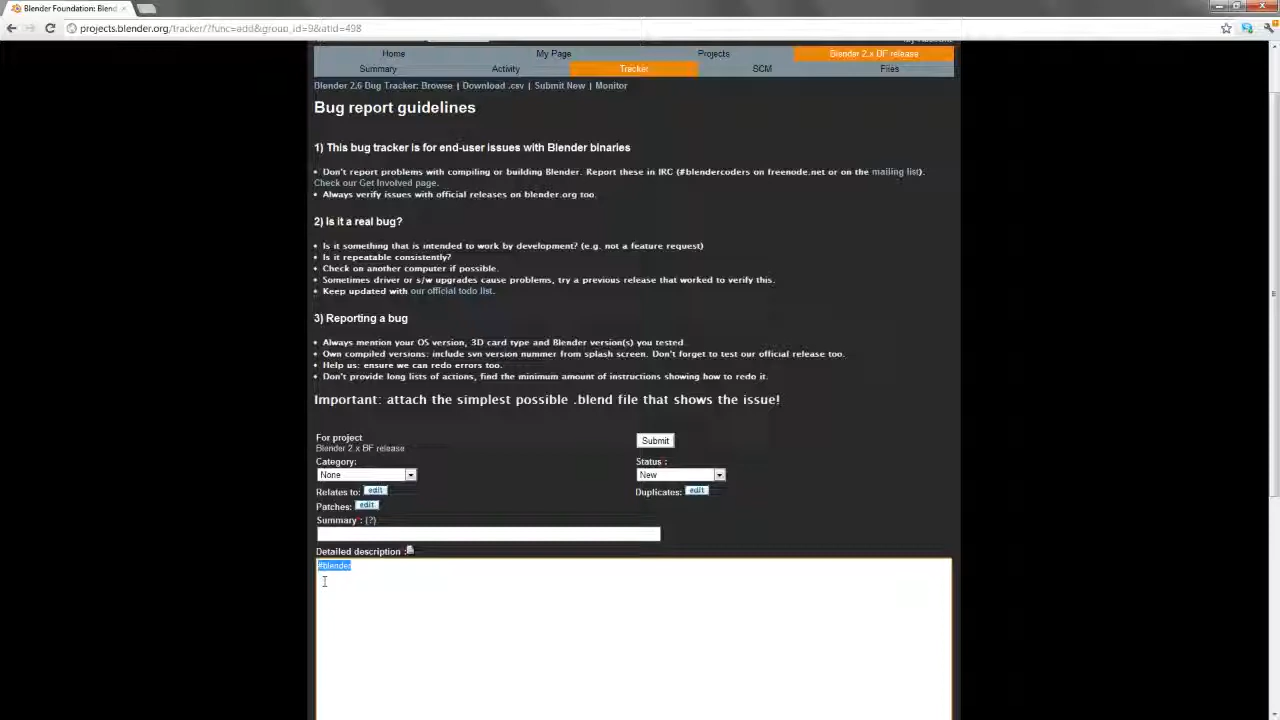 Blender Foundation: Blend
projects.blender.org/tracker/?func=add&group_id=9&atid=498
Home My Page Projects Blender 2.x BF release
Summary Activity Tracker SCM Files
Blender 2.6 Bug Tracker: Browse | Download .csv | Submit New | Monitor
Bug report guidelines
1) This bug tracker is for end-user issues with Blender binaries
• Don't report problems with compiling or building Blender. Report these in IRC (#blendercoders on freenode.net or on the mailing list).
Check our Get Involved page.
• Always verify issues with official releases on blender.org too.
2) Is it a real bug?
• Is it something that is intended to work by development? (e.g. not a feature request)
• Is it repeatable consistently?
• Check on another computer if possible.
• Sometimes driver or s/w upgrades cause problems, try a previous release that worked to verify this.
• Keep updated with our official todo list.
3) Reporting a bug
• Always mention your OS version, 3D card type and Blender version(s) you tested.
• Own compiled versions: include svn version nummer from splash screen. Don't forget to test our official release too.
• Help us: ensure we can redo errors too.
• Don't provide long lists of actions, find the minimum amount of instructions showing how to redo it.
Important: attach the simplest possible .blend file that shows the issue!
For project
Blender 2.x BF release
Submit
Category:
None
Status :
New
Relates to: edit
Duplicates: edit
Patches: edit
Summary : (?)
Detailed description :
#blender